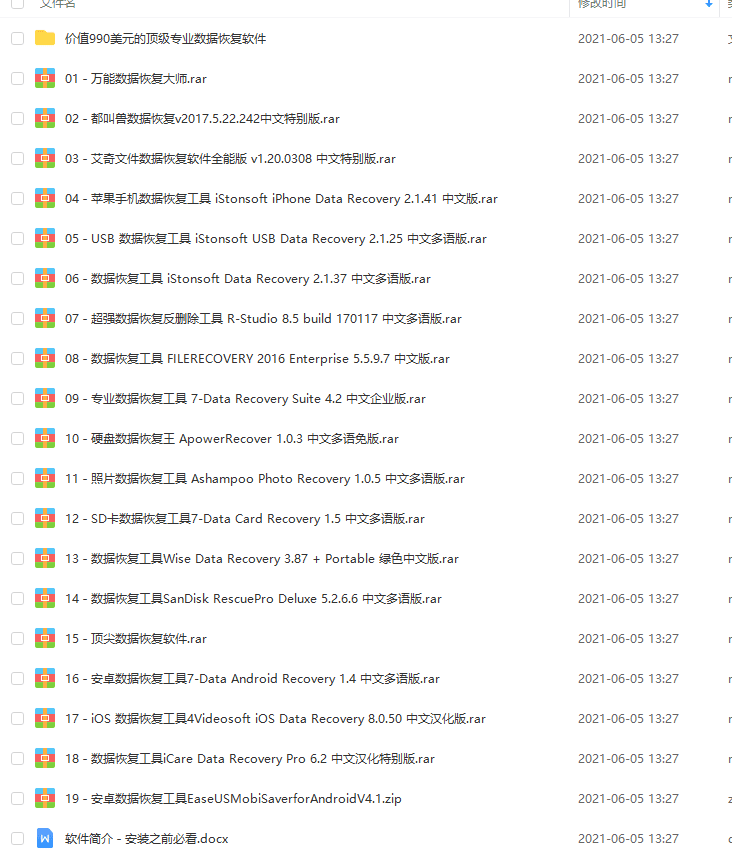 文件名 修改时间
价值990美元的顶级专业数据恢复软件 2021-06-05 13:27
01 - 万能数据恢复大师.rar 2021-06-05 13:27
02 - 都叫兽数据恢复v2017.5.22.242中文特别版.rar 2021-06-05 13:27
03 - 艾奇文件数据恢复软件全能版 v1.20.0308 中文特别版.rar 2021-06-05 13:27
04 - 苹果手机数据恢复工具 iStonsoft iPhone Data Recovery 2.1.41 中文版.rar 2021-06-05 13:27
05 - USB 数据恢复工具 iStonsoft USB Data Recovery 2.1.25 中文多语版.rar 2021-06-05 13:27
06 - 数据恢复工具 iStonsoft Data Recovery 2.1.37 中文多语版.rar 2021-06-05 13:27
07 - 超强数据恢复反删除工具 R-Studio 8.5 build 170117 中文多语版.rar 2021-06-05 13:27
08 - 数据恢复工具 FILERECOVERY 2016 Enterprise 5.5.9.7 中文版.rar 2021-06-05 13:27
09 - 专业数据恢复工具 7-Data Recovery Suite 4.2 中文企业版.rar 2021-06-05 13:27
10 - 硬盘数据恢复王 ApowerRecover 1.0.3 中文多语免版.rar 2021-06-05 13:27
11 - 照片数据恢复工具 Ashampoo Photo Recovery 1.0.5 中文多语版.rar 2021-06-05 13:27
12 - SD卡数据恢复工具7-Data Card Recovery 1.5 中文多语版.rar 2021-06-05 13:27
13 - 数据恢复工具Wise Data Recovery 3.87 + Portable 绿色中文版.rar 2021-06-05 13:27
14 - 数据恢复工具SanDisk RescuePro Deluxe 5.2.6.6 中文多语版.rar 2021-06-05 13:27
15 - 顶尖数据恢复软件.rar 2021-06-05 13:27
16 - 安卓数据恢复工具7-Data Android Recovery 1.4 中文多语版.rar 2021-06-05 13:27
17 - iOS 数据恢复工具4Videosoft iOS Data Recovery 8.0.50 中文汉化版.rar 2021-06-05 13:27
18 - 数据恢复工具iCare Data Recovery Pro 6.2 中文汉化特别版.rar 2021-06-05 13:27
19 - 安卓数据恢复工具EaseUSMobiSaverforAndroidV4.1.zip 2021-06-05 13:27
软件简介 - 安装之前必看.docx 2021-06-05 13:27